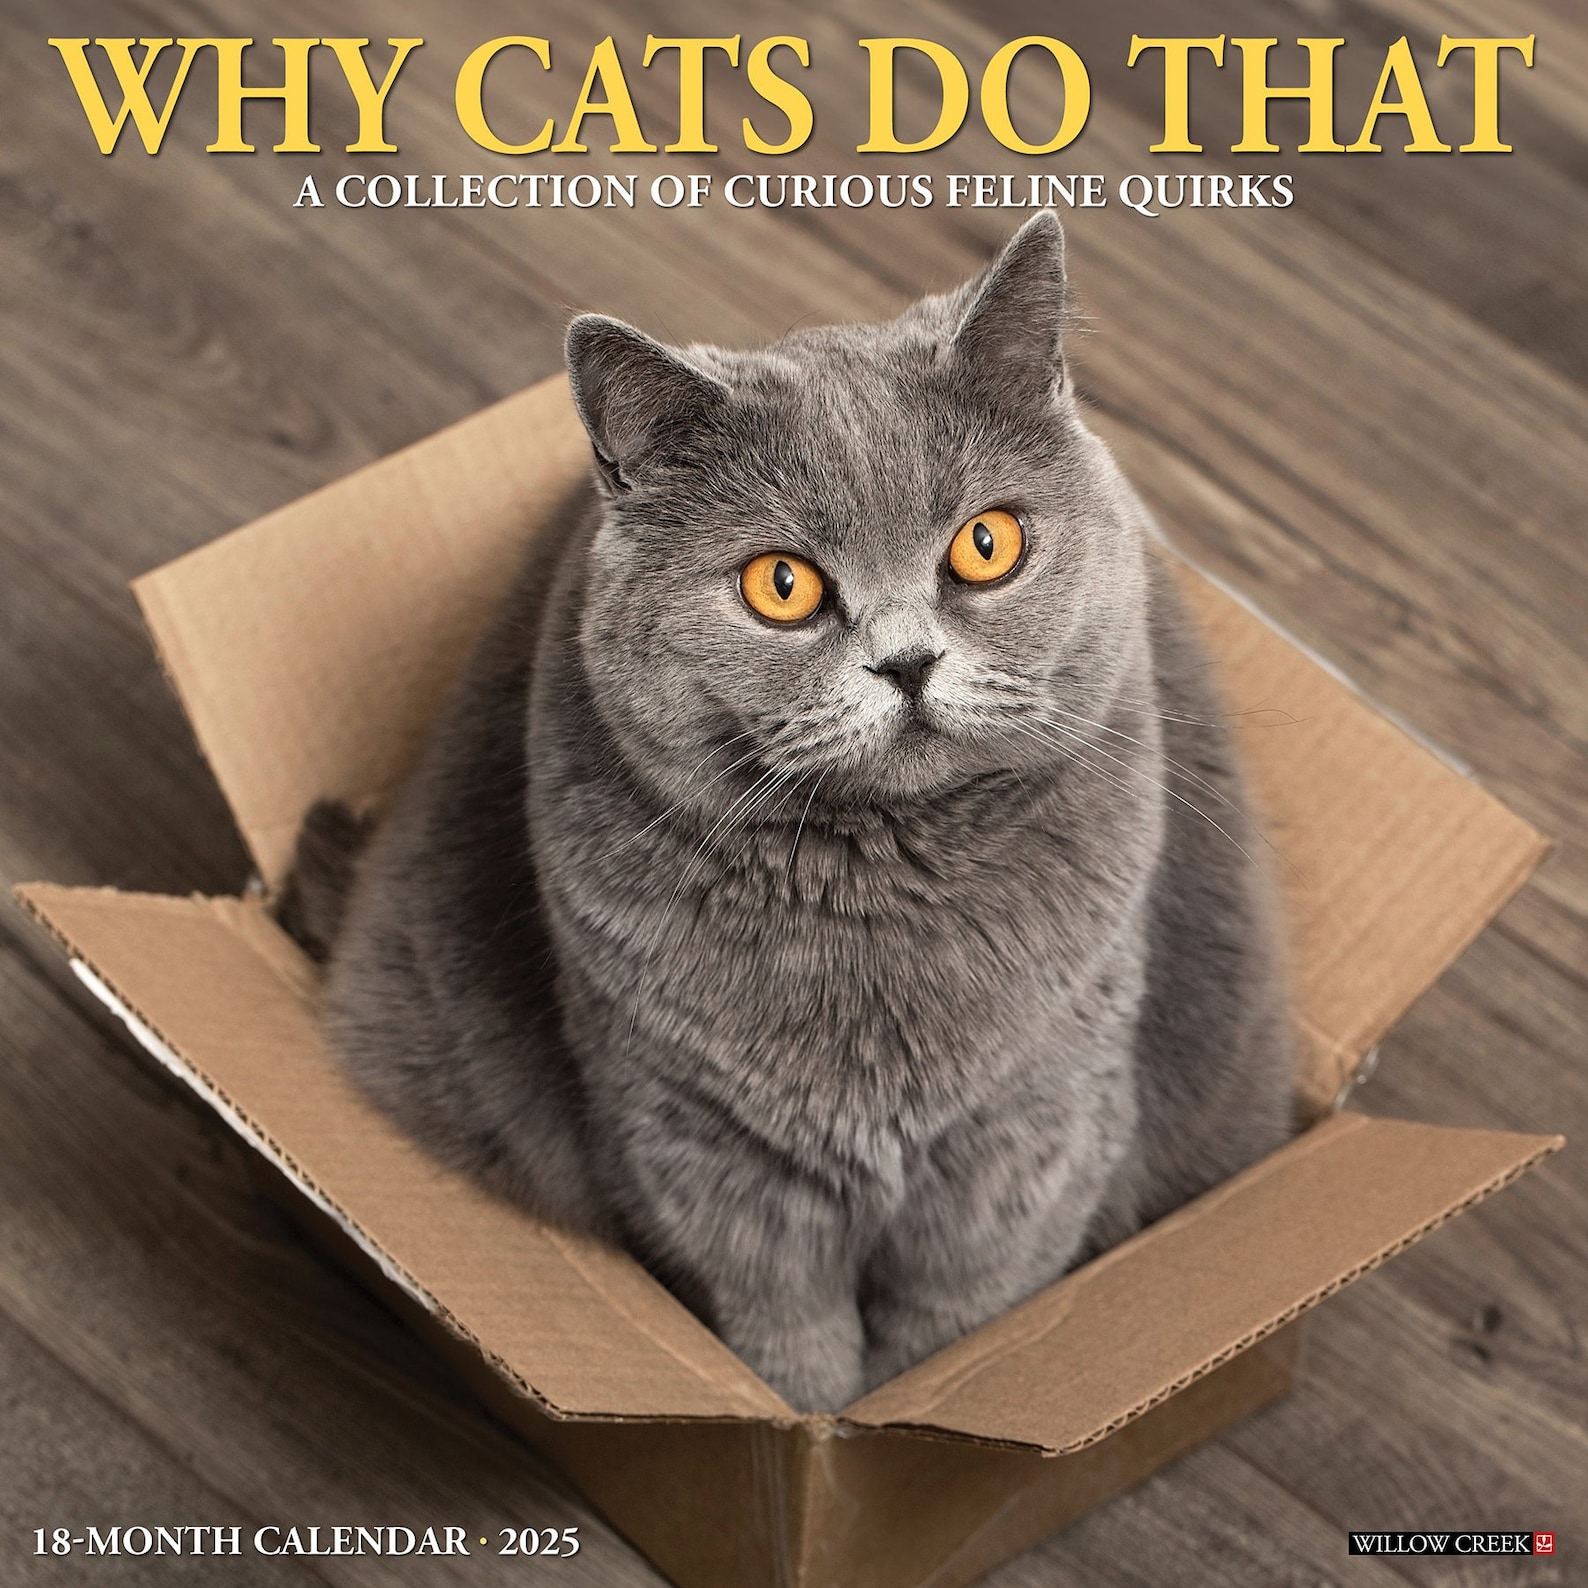 WHY CATS DO THAT
A COLLECTION OF CURIOUS FELINE QUIRKS
18-MONTH CALENDAR · 2025
WILLOW CREEK